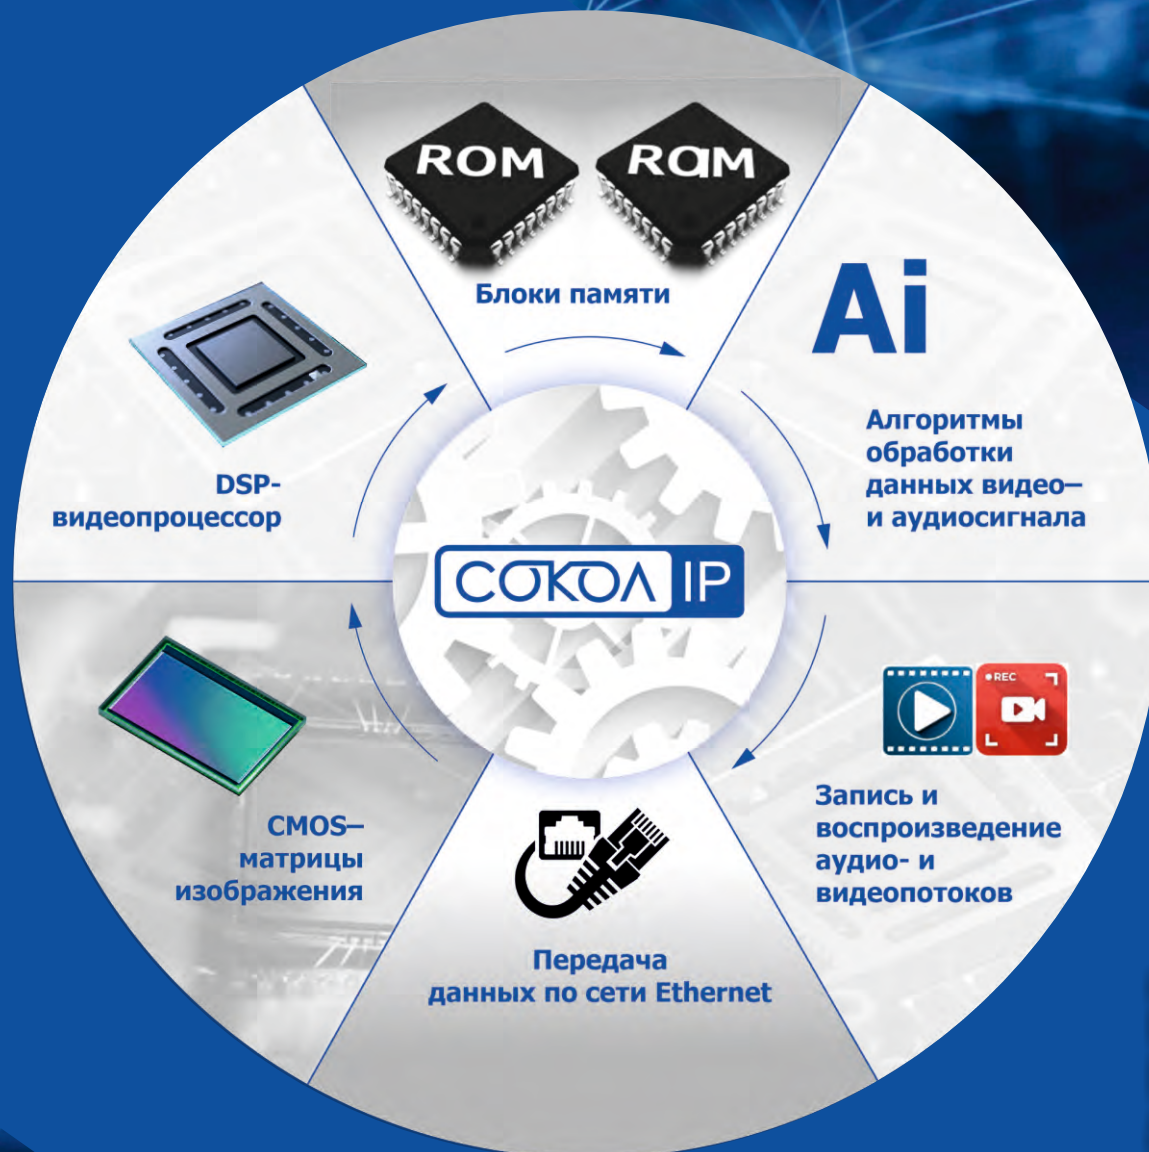 ROM
RAM
Блоки памяти
Ai
Алгоритмы
обработки
данных видео–
и аудиосигнала
REC
Запись и
воспроизведение
аудио- и
видеопотоков
Передача
данных по сети Ethernet
CMOS–
матрицы
изображения
DSP-
видеопроцессор
СОКОЛ IP